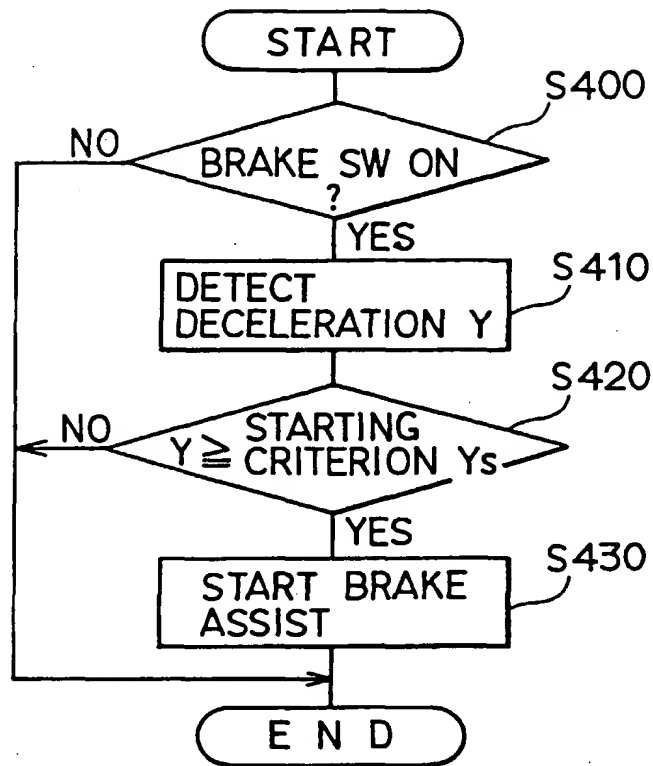 START
S400
NO
BRAKE SW ON
?
YES
S410
DETECT
DECELERATION Y
S420
NO
Y ≧ STARTING
CRITERION Ys
YES
S430
START BRAKE
ASSIST
END